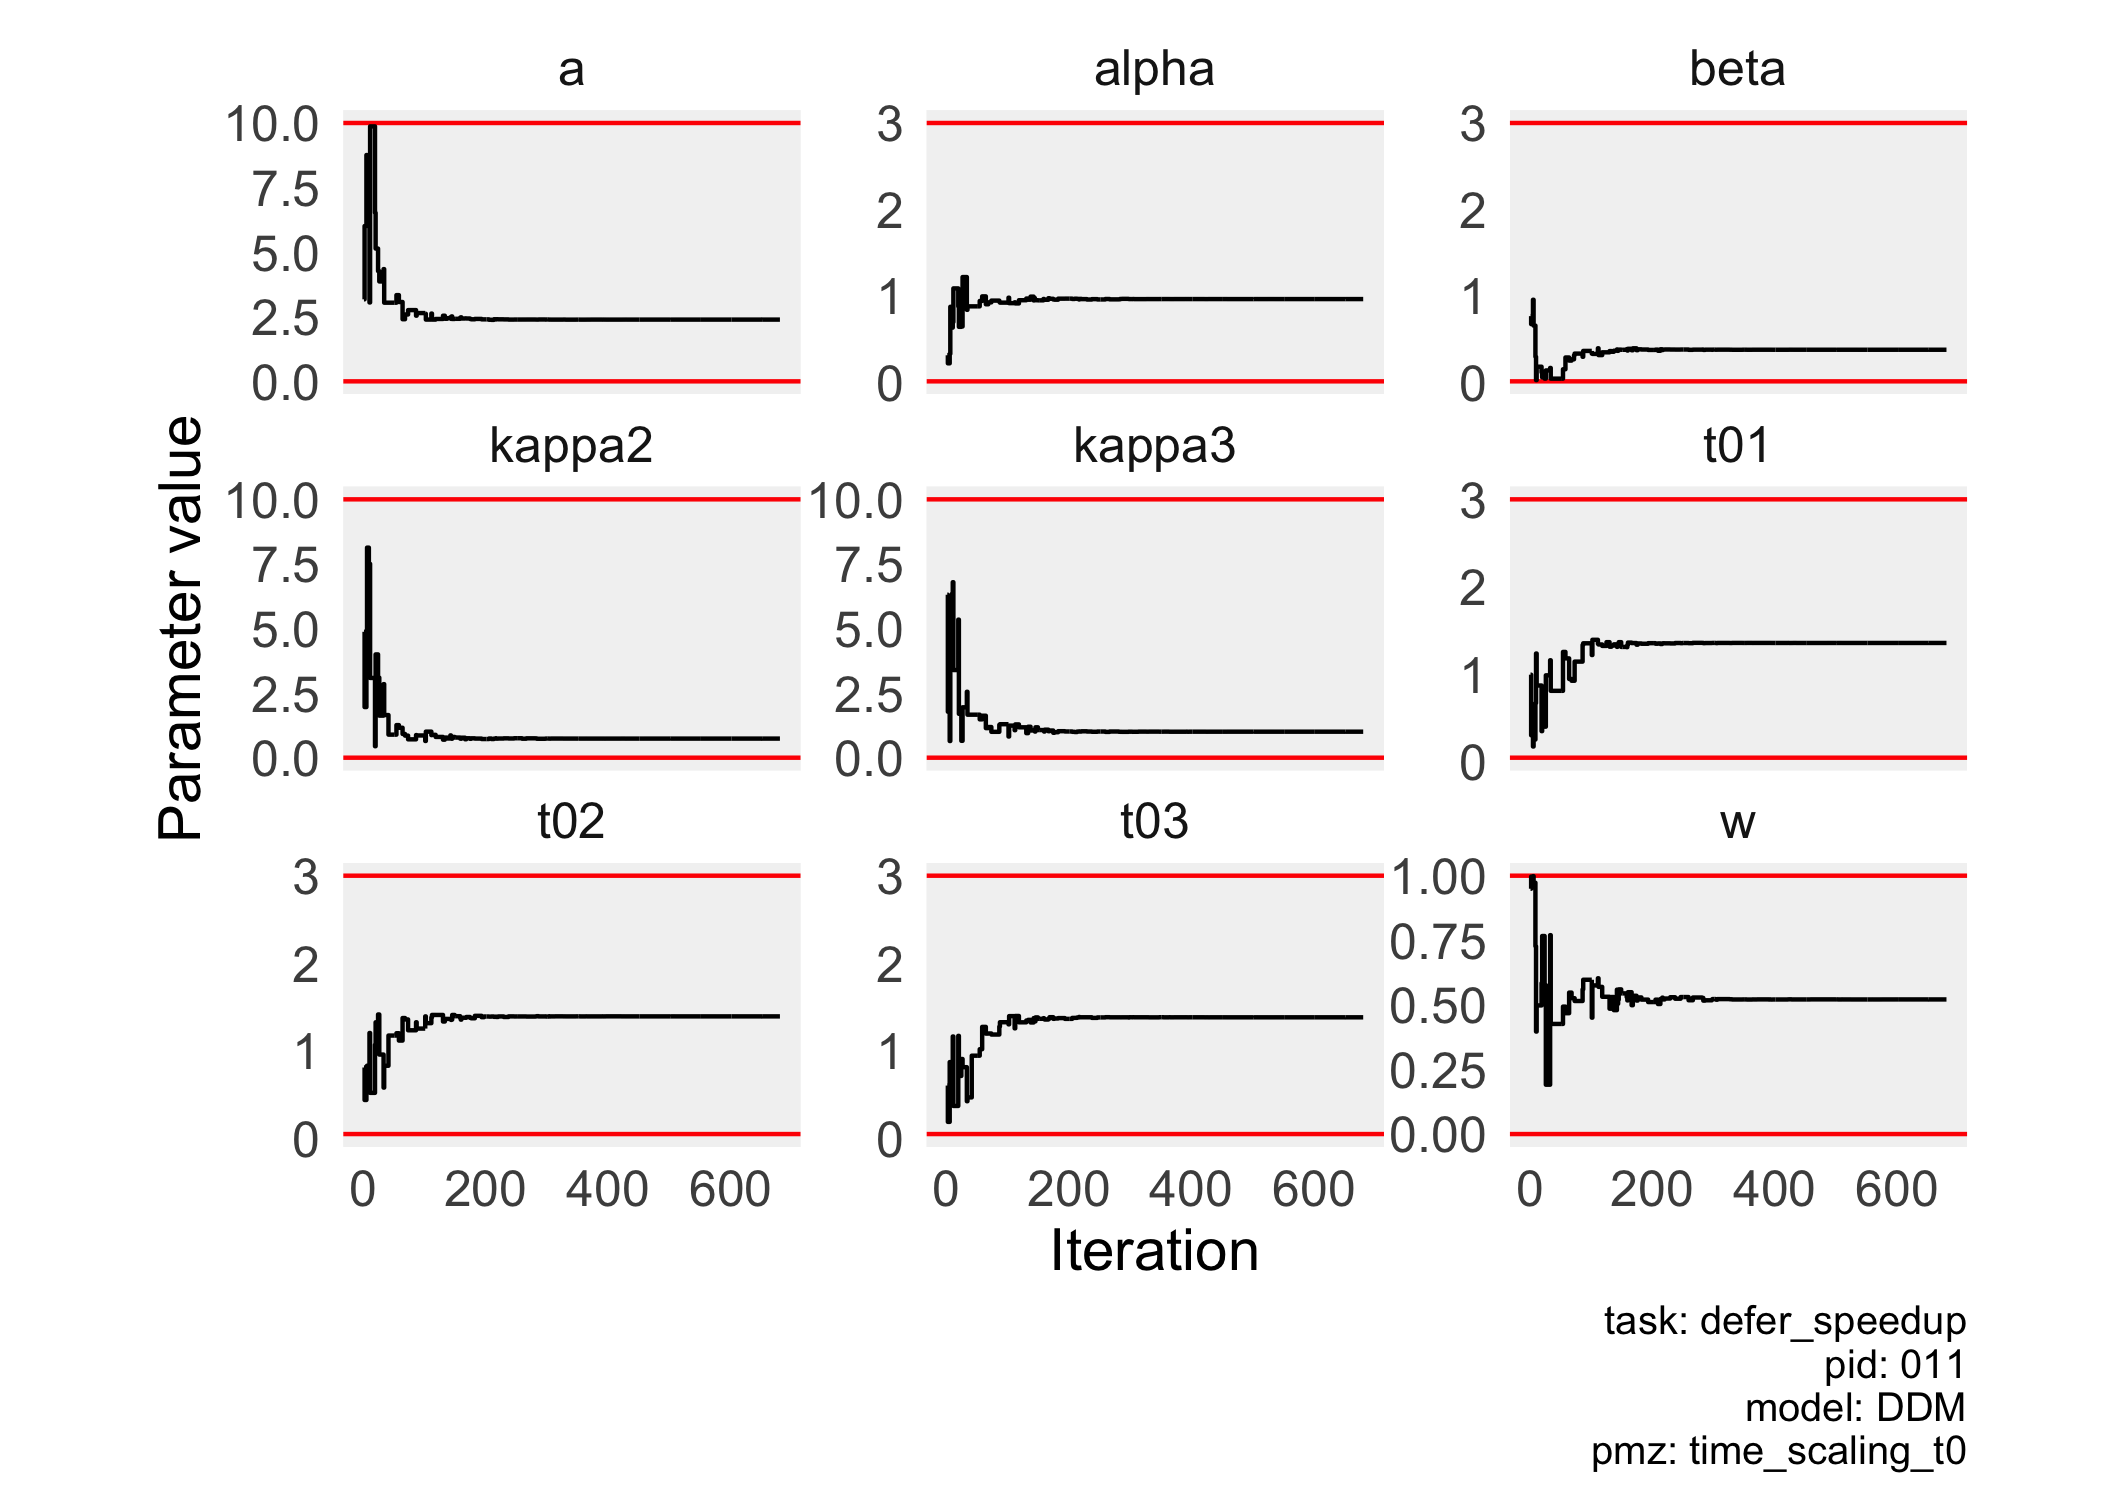 a
alpha
beta
10.0
7.5
5.0
2.5
0.0
3
2
1
0
3
2
1
0
kappa2
kappa3
t01
10.0
7.5
5.0
2.5
0.0
10.0
7.5
5.0
2.5
0.0
3
2
1
0
t02
t03
w
3
2
1
0
3
2
1
0
1.00
0.75
0.50
0.25
0.00
0 200 400 600
0 200 400 600
0 200 400 600
Parameter value
Iteration
task: defer_speedup
pid: 011
model: DDM
pmz: time_scaling_t0